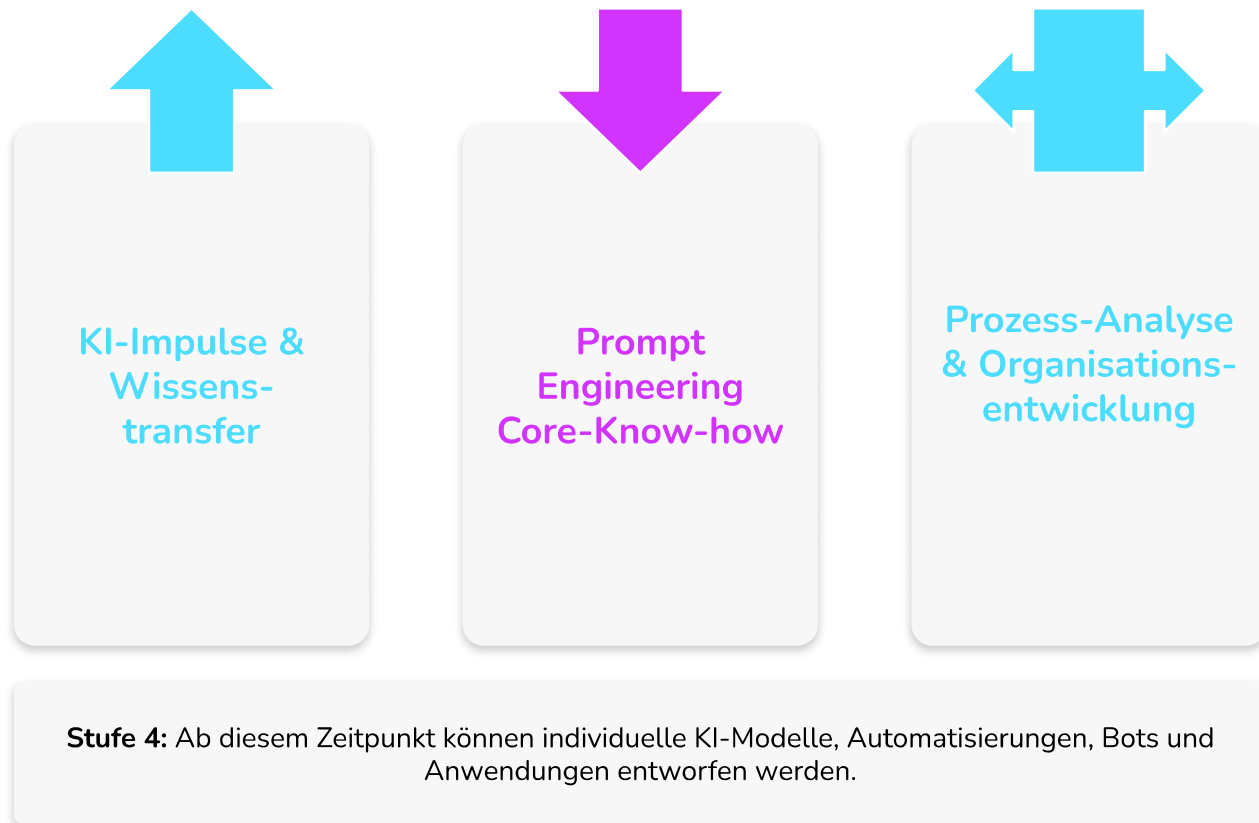 KI-Impulse &
Wissens-
transfer
Prompt
Engineering
Core-Know-how
Prozess-Analyse
& Organisations-
entwicklung
Stufe 4: Ab diesem Zeitpunkt können individuelle KI-Modelle, Automatisierungen, Bots und
Anwendungen entworfen werden.